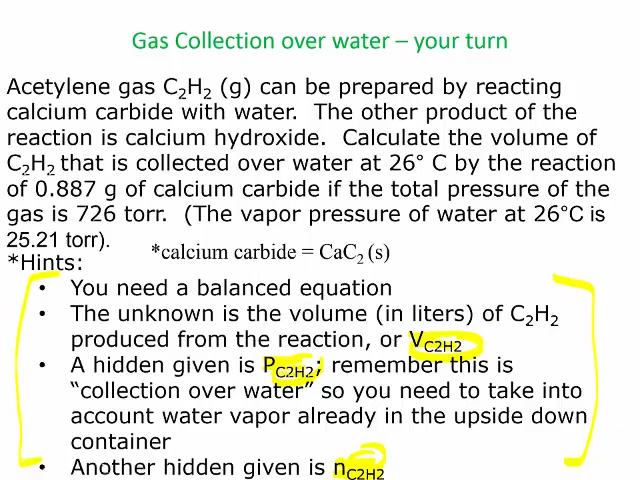 Gas Collection over water – your turn
Acetylene gas C₂H₂ (g) can be prepared by reacting
calcium carbide with water.  The other product of the
reaction is calcium hydroxide.  Calculate the volume of
C₂H₂ that is collected over water at 26° C by the reaction
of 0.887 g of calcium carbide if the total pressure of the
gas is 726 torr.  (The vapor pressure of water at 26°C is
25.21 torr).
*calcium carbide = CaC₂ (s)
*Hints:
• You need a balanced equation
• The unknown is the volume (in liters) of C₂H₂
produced from the reaction, or V_C2H2
• A hidden given is P_C2H2; remember this is
“collection over water” so you need to take into
account water vapor already in the upside down
container
• Another hidden given is n_C2H2